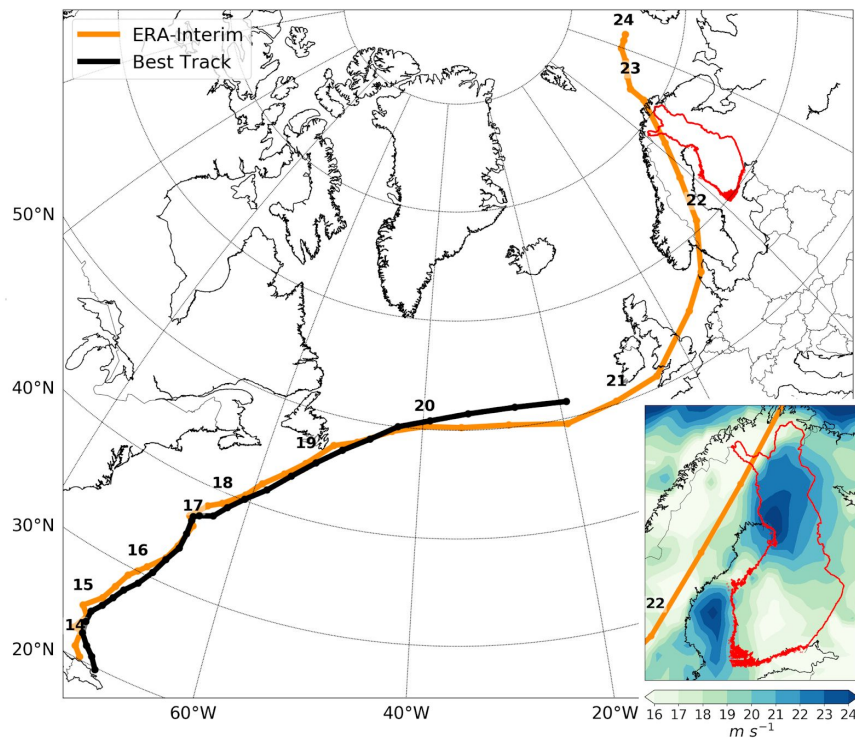 ERA-Interim
Best Track
24
23
22
50°N
40°N
30°N
20°N
21
20
19
18
17
16
15
14
22
60°W
40°W
20°W
16 17 18 19 20 21 22 23 24
m s⁻¹